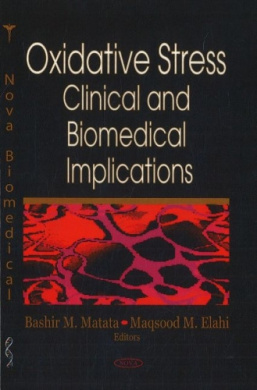 Nova Biomedical
Oxidative Stress
Clinical and
Biomedical
Implications
Bashir M. Matata • Maqsood M. Elahi
Editors